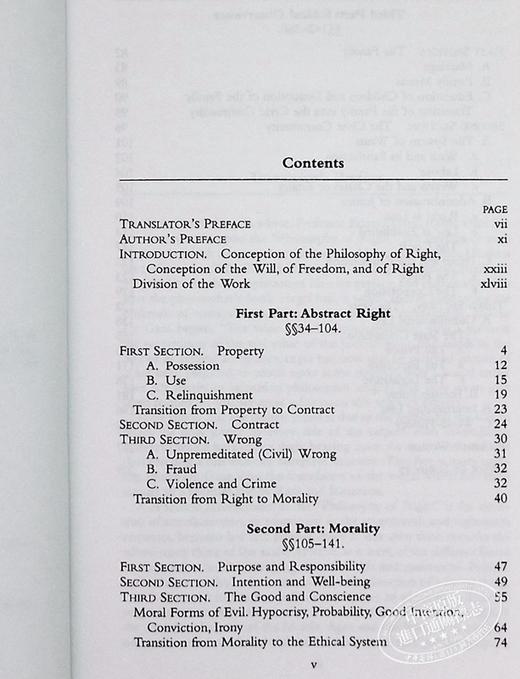 Contents
PAGE
TRANSLATOR'S PREFACE vii
AUTHOR'S PREFACE xi
INTRODUCTION. Conception of the Philosophy of Right,
Conception of the Will, of Freedom, and of Right xxiii
Division of the Work xlviii
First Part: Abstract Right
§§34–104.
FIRST SECTION. Property 4
A. Possession 12
B. Use 15
C. Relinquishment 19
Transition from Property to Contract 23
SECOND SECTION. Contract 24
THIRD SECTION. Wrong 30
A. Unpremeditated (Civil) Wrong 31
B. Fraud 32
C. Violence and Crime 32
Transition from Right to Morality 40
Second Part: Morality
§§105–141.
FIRST SECTION. Purpose and Responsibility 47
SECOND SECTION. Intention and Well-being 49
THIRD SECTION. The Good and Conscience 55
Moral Forms of Evil. Hypocrisy, Probability, Good Intention,
Conviction, Irony 64
Transition from Morality to the Ethical System 74
v